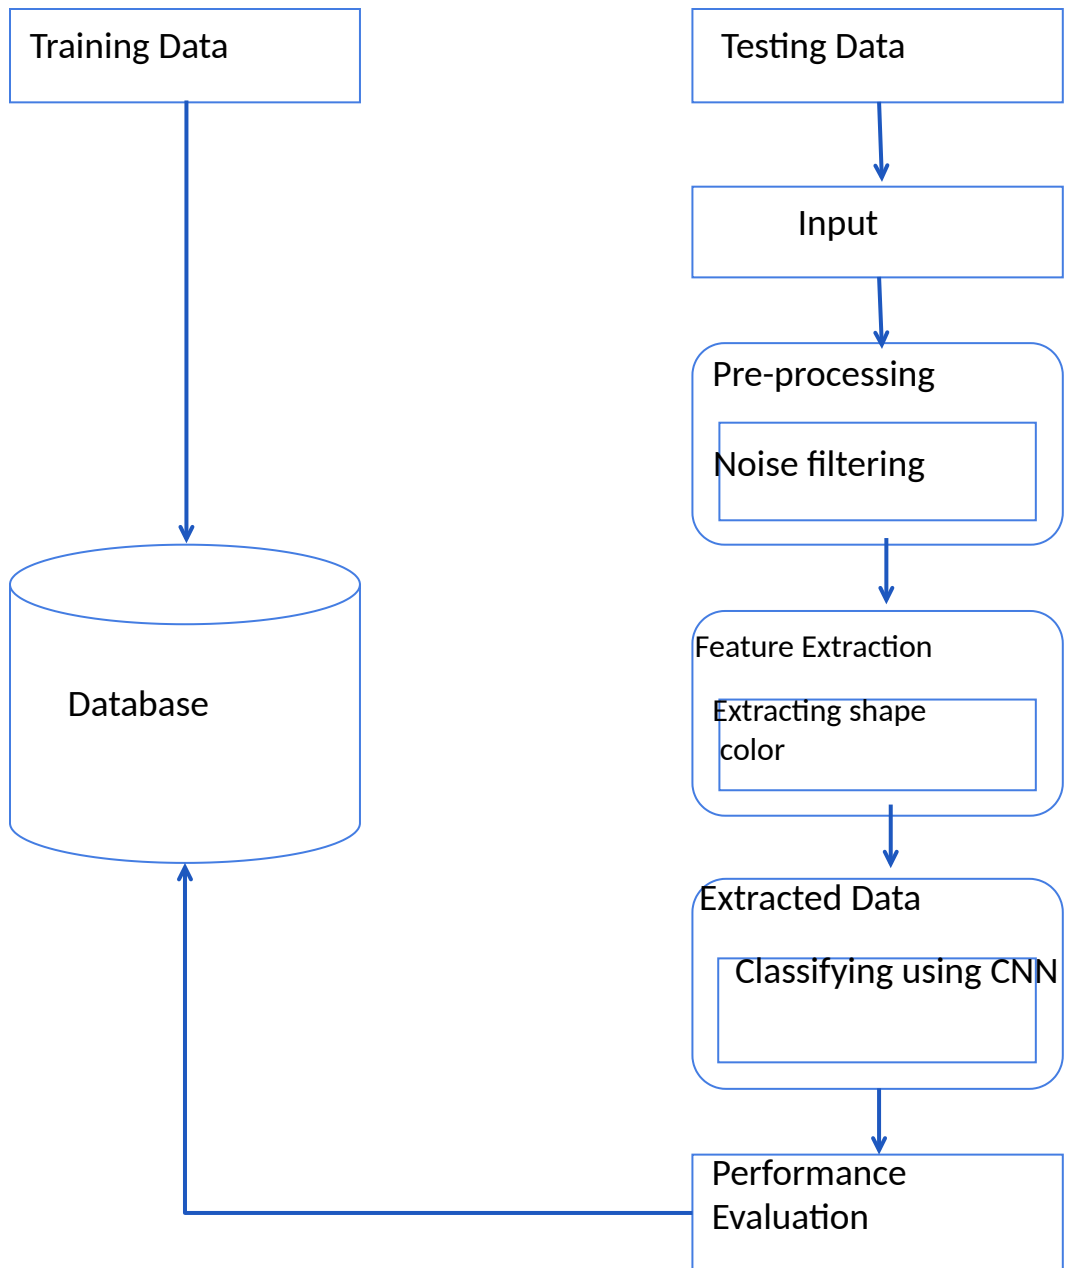 Training Data
Testing Data
Input
Pre-processing
Noise filtering
Feature Extraction
Extracting shape
color
Database
Extracted Data
Classifying using CNN
Performance
Evaluation